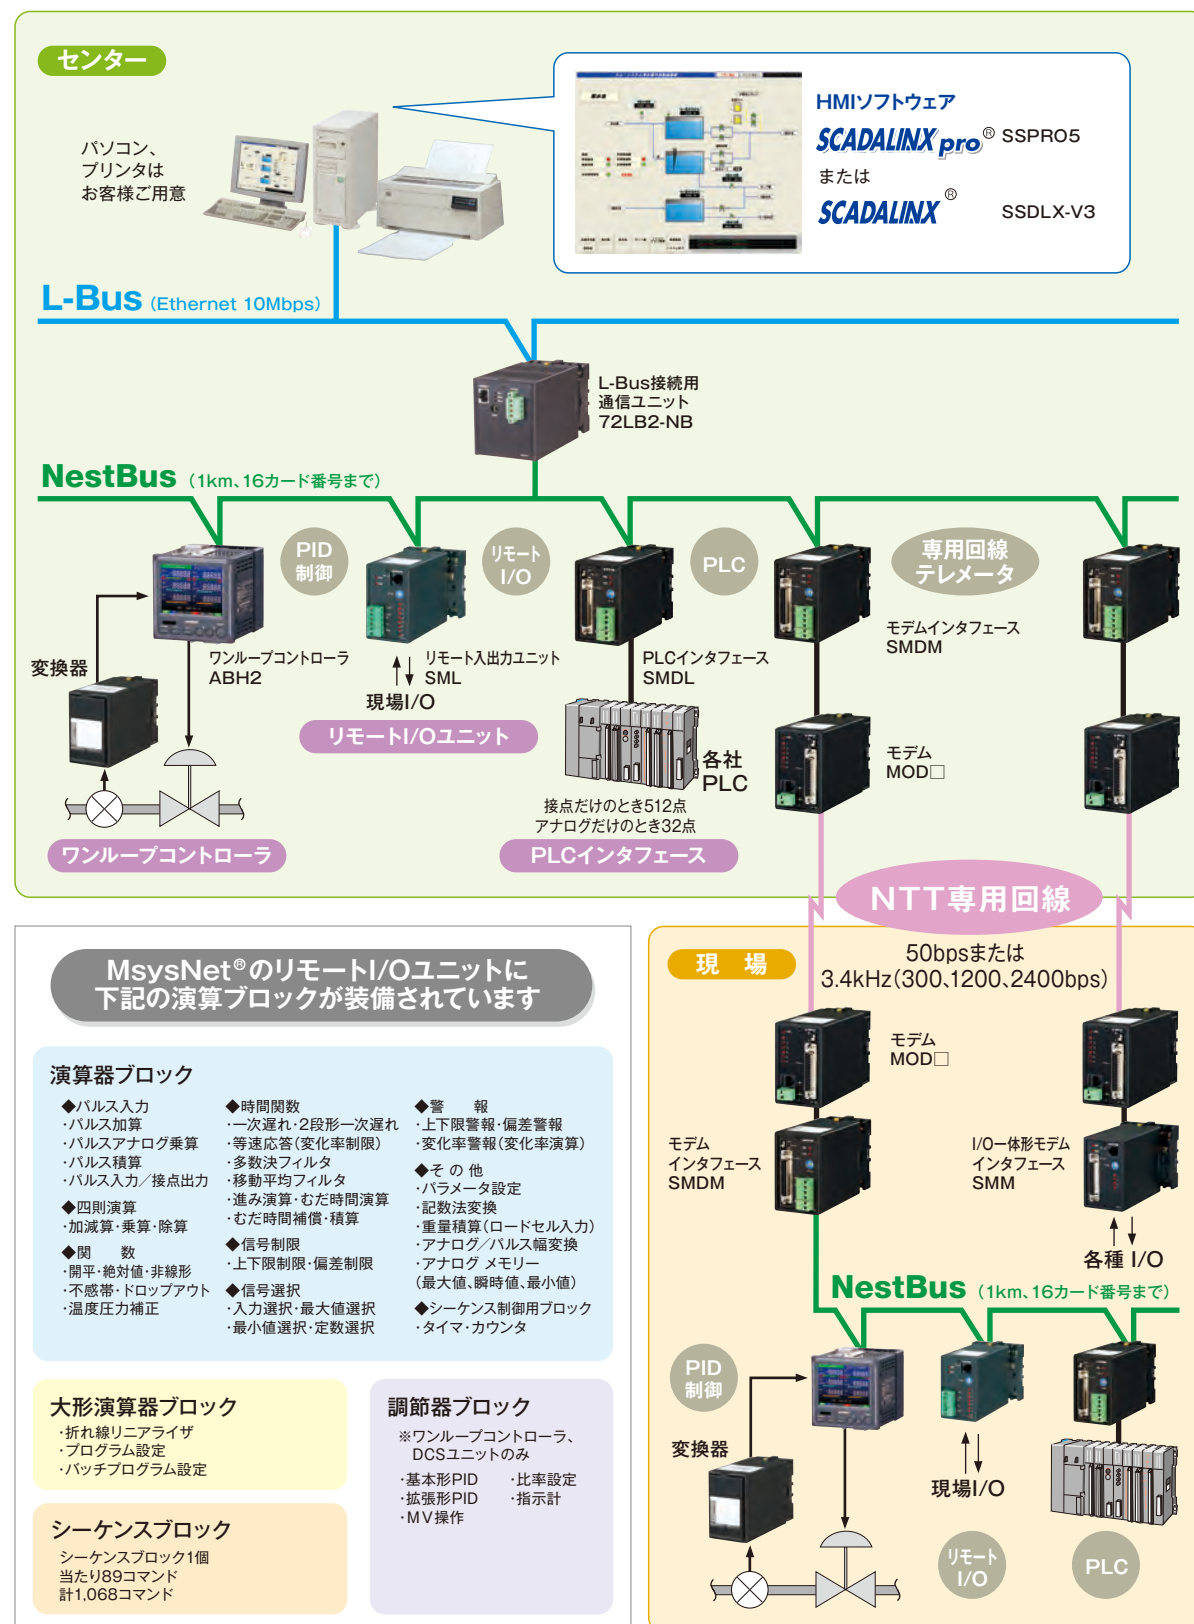 センター
パソコン、
プリンタは
お客様ご用意
HMIソフトウェア
SCADALINX pro® SSPRO5
または
SCADALINX® SSDLX-V3
L-Bus (Ethernet 10Mbps)
L-Bus接続用
通信ユニット
72LB2-NB
NestBus (1km、16カード番号まで)
PID
制御
リモート
I/O
PLC
専用回線
テレメータ
変換器
ワンループコントローラ
ABH2
リモート入出力ユニット
SML
現場I/O
PLCインタフェース
SMDL
モデムインタフェース
SMDM
リモートI/Oユニット
各社
PLC
モデム
MOD□
接点だけのとき512点
アナログだけのとき32点
ワンループコントローラ
PLCインタフェース
NTT専用回線
現 場
50bpsまたは
3.4kHz(300、1200、2400bps)
モデム
MOD□
モデム
インタフェース
SMDM
I/O一体形モデム
インタフェース
SMM
各種 I/O
NestBus (1km、16カード番号まで)
PID
制御
変換器
現場I/O
リモート
I/O
PLC
MsysNet®のリモートI/Oユニットに
下記の演算ブロックが装備されています
演算器ブロック
◆パルス入力
・パルス加算
・パルスアナログ乗算
・パルス積算
・パルス入力/接点出力
◆四則演算
・加減算・乗算・除算
◆関 数
・開平・絶対値・非線形
・不感帯・ドロップアウト
・温度圧力補正
◆時間関数
・一次遅れ・2段形一次遅れ
・等速応答(変化率制限)
・多数決フィルタ
・移動平均フィルタ
・進み演算・むだ時間演算
・むだ時間補償・積算
◆信号制限
・上下限制限・偏差制限
◆信号選択
・入力選択・最大値選択
・最小値選択・定数選択
◆警 報
・上下限警報・偏差警報
・変化率警報(変化率演算)
◆そ の 他
・パラメータ設定
・記数法変換
・重量積算(ロードセル入力)
・アナログ/パルス幅変換
・アナログ メモリー
(最大値、瞬時値、最小値)
◆シーケンス制御用ブロック
・タイマ・カウンタ
大形演算器ブロック
・折れ線リニアライザ
・プログラム設定
・バッチプログラム設定
シーケンスブロック
シーケンスブロック1個
当たり89コマンド
計1,068コマンド
調節器ブロック
※ワンループコントローラ、
DCSユニットのみ
・基本形PID ・比率設定
・拡張形PID ・指示計
・MV操作